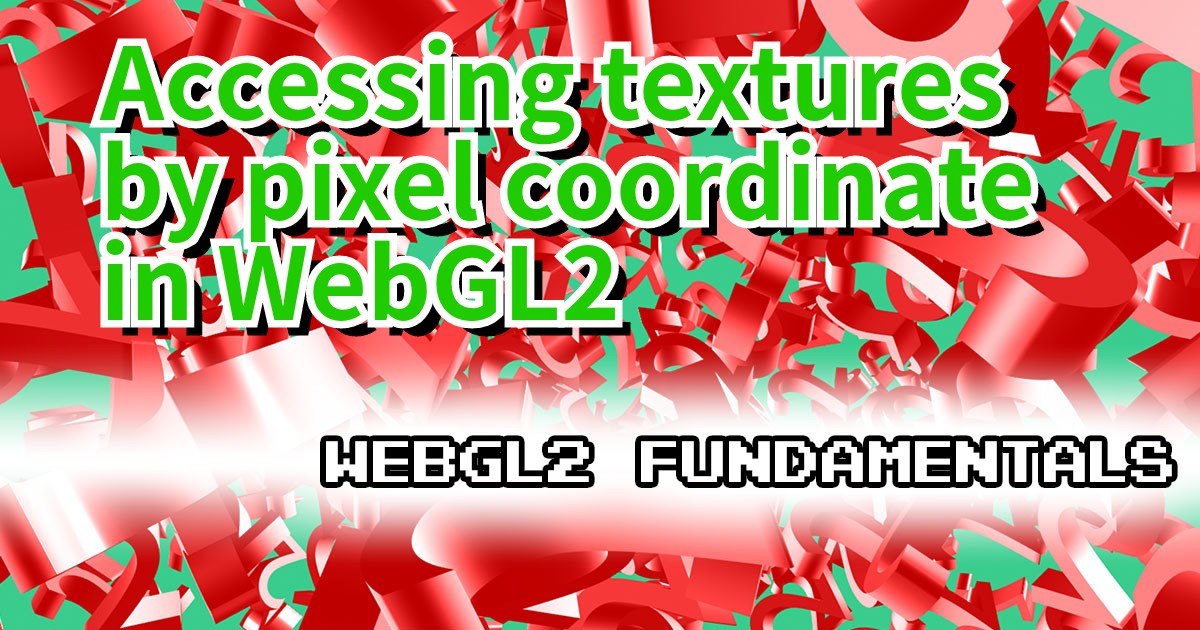 Accessing textures
by pixel coordinate
in WebGL2
WEBGL2 FUNDAMENTALS